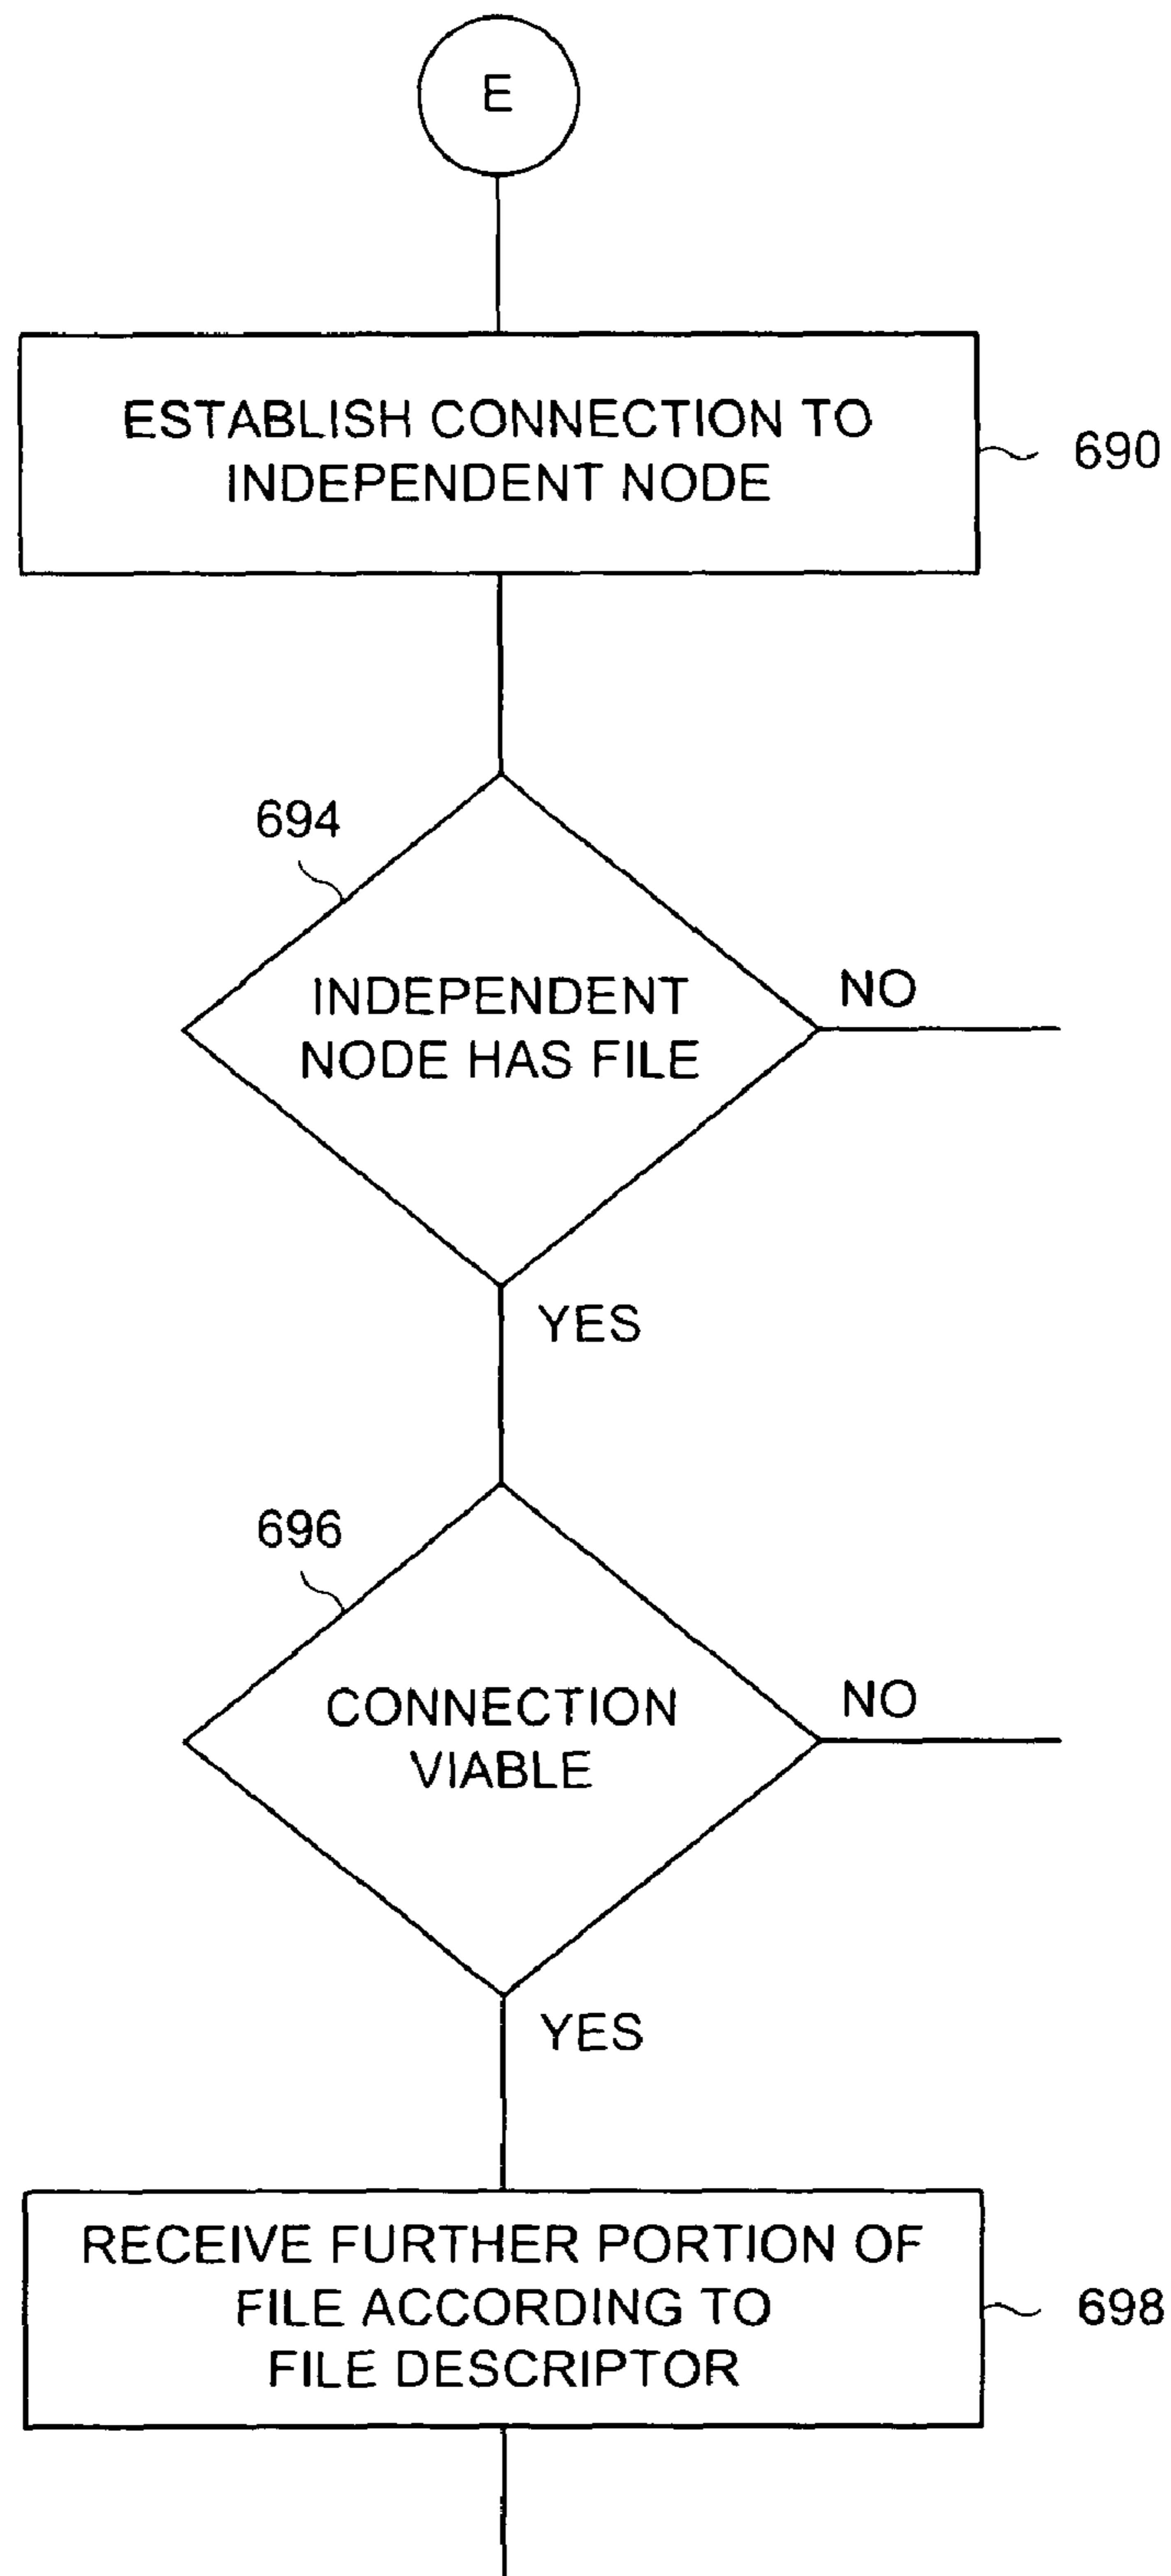 E
ESTABLISH CONNECTION TO
INDEPENDENT NODE
690
694
INDEPENDENT
NODE HAS FILE
NO
YES
696
CONNECTION
VIABLE
NO
YES
RECEIVE FURTHER PORTION OF
FILE ACCORDING TO
FILE DESCRIPTOR
698